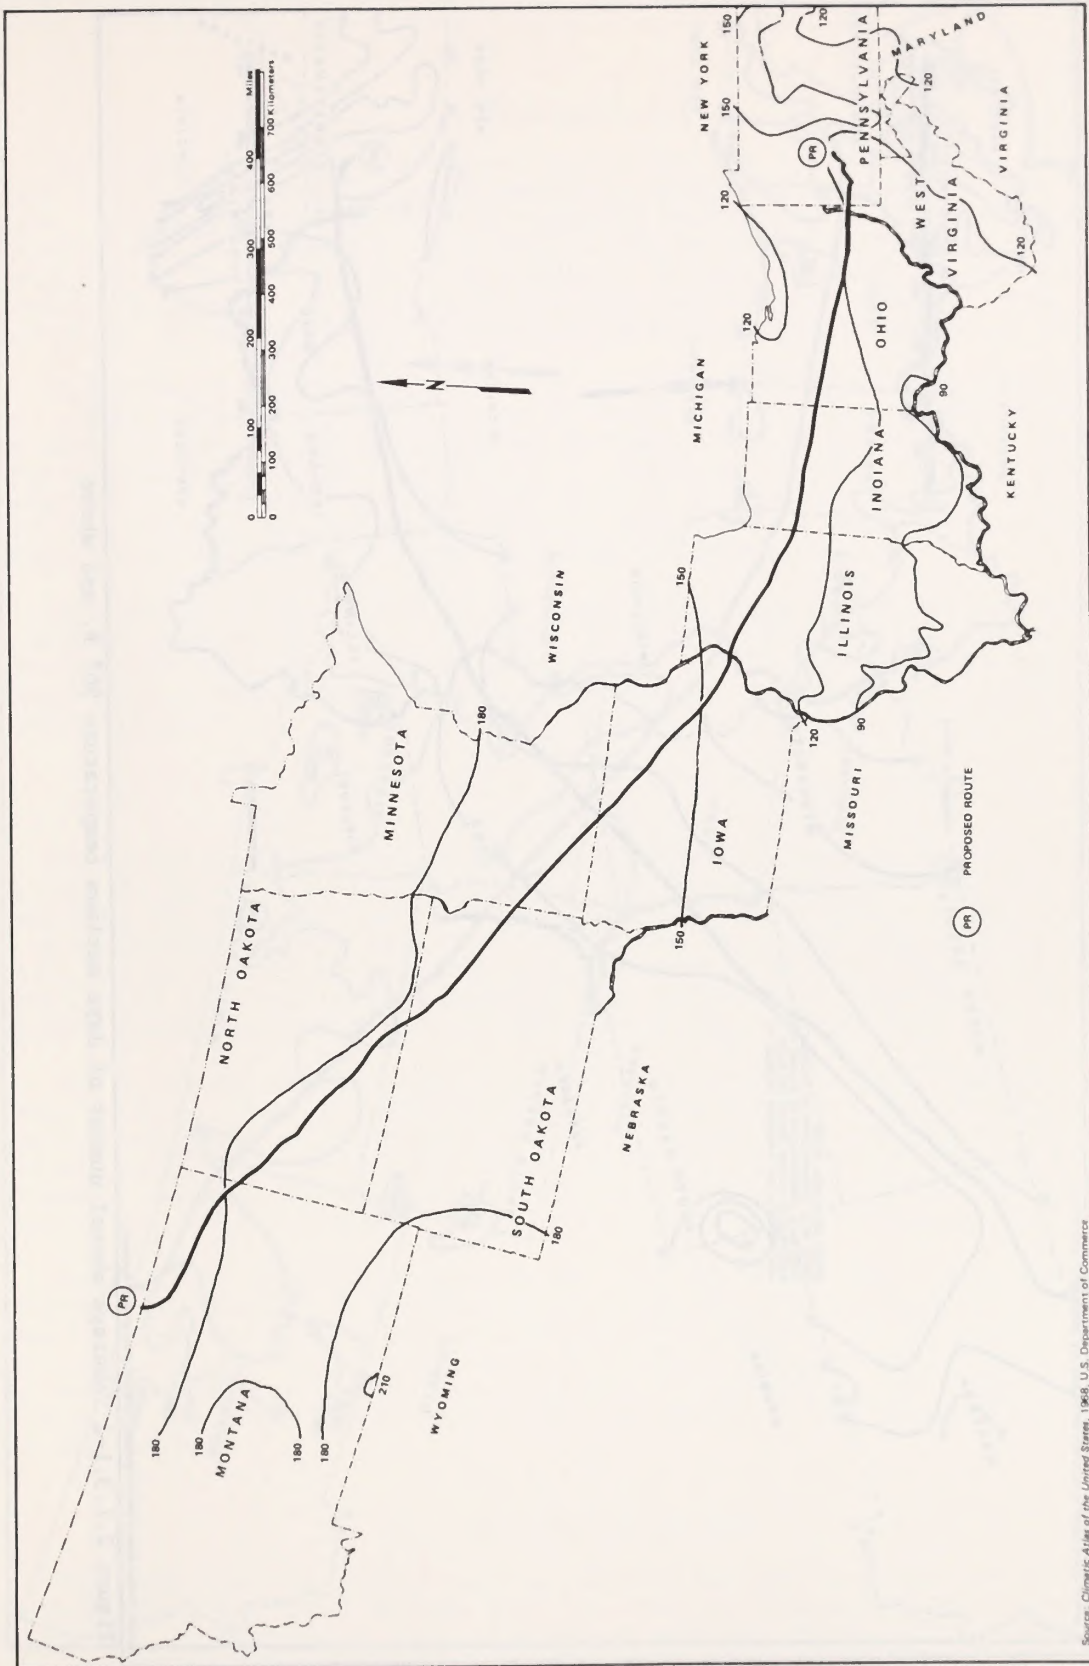 Miles
0 100 200 300 400
0 100 200 300 400 500 600 700 Kilometers
N
PR
MONTANA
180
180
180
180
210
WYOMING
NORTH OAKOTA
SOUTH OAKOTA
180
NEBRASKA
MINNESOTA
180
WISCONSIN
IOWA
150
150
MISSOURI
120
90
ILLINOIS
INOIANA
MICHIGAN
KENTUCKY
OHIO
90
120
120
NEW YORK
150
150
120
PR
PENNSYLVANIA
MARYLAND
120
WEST
VIRGINIA
VIRGINIA
120
PR PROPOSED ROUTE
Source: Climatic Atlas of the United States, 1968, U.S. Department of Commerce